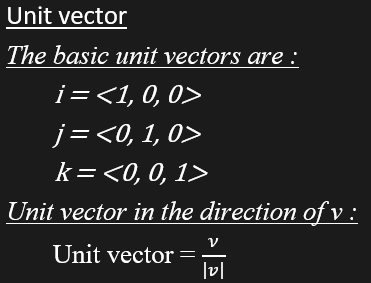 Unit vector
The basic unit vectors are :
i = <1, 0, 0>
j = <0, 1, 0>
k = <0, 0, 1>
Unit vector in the direction of v :
Unit vector = v/|v|